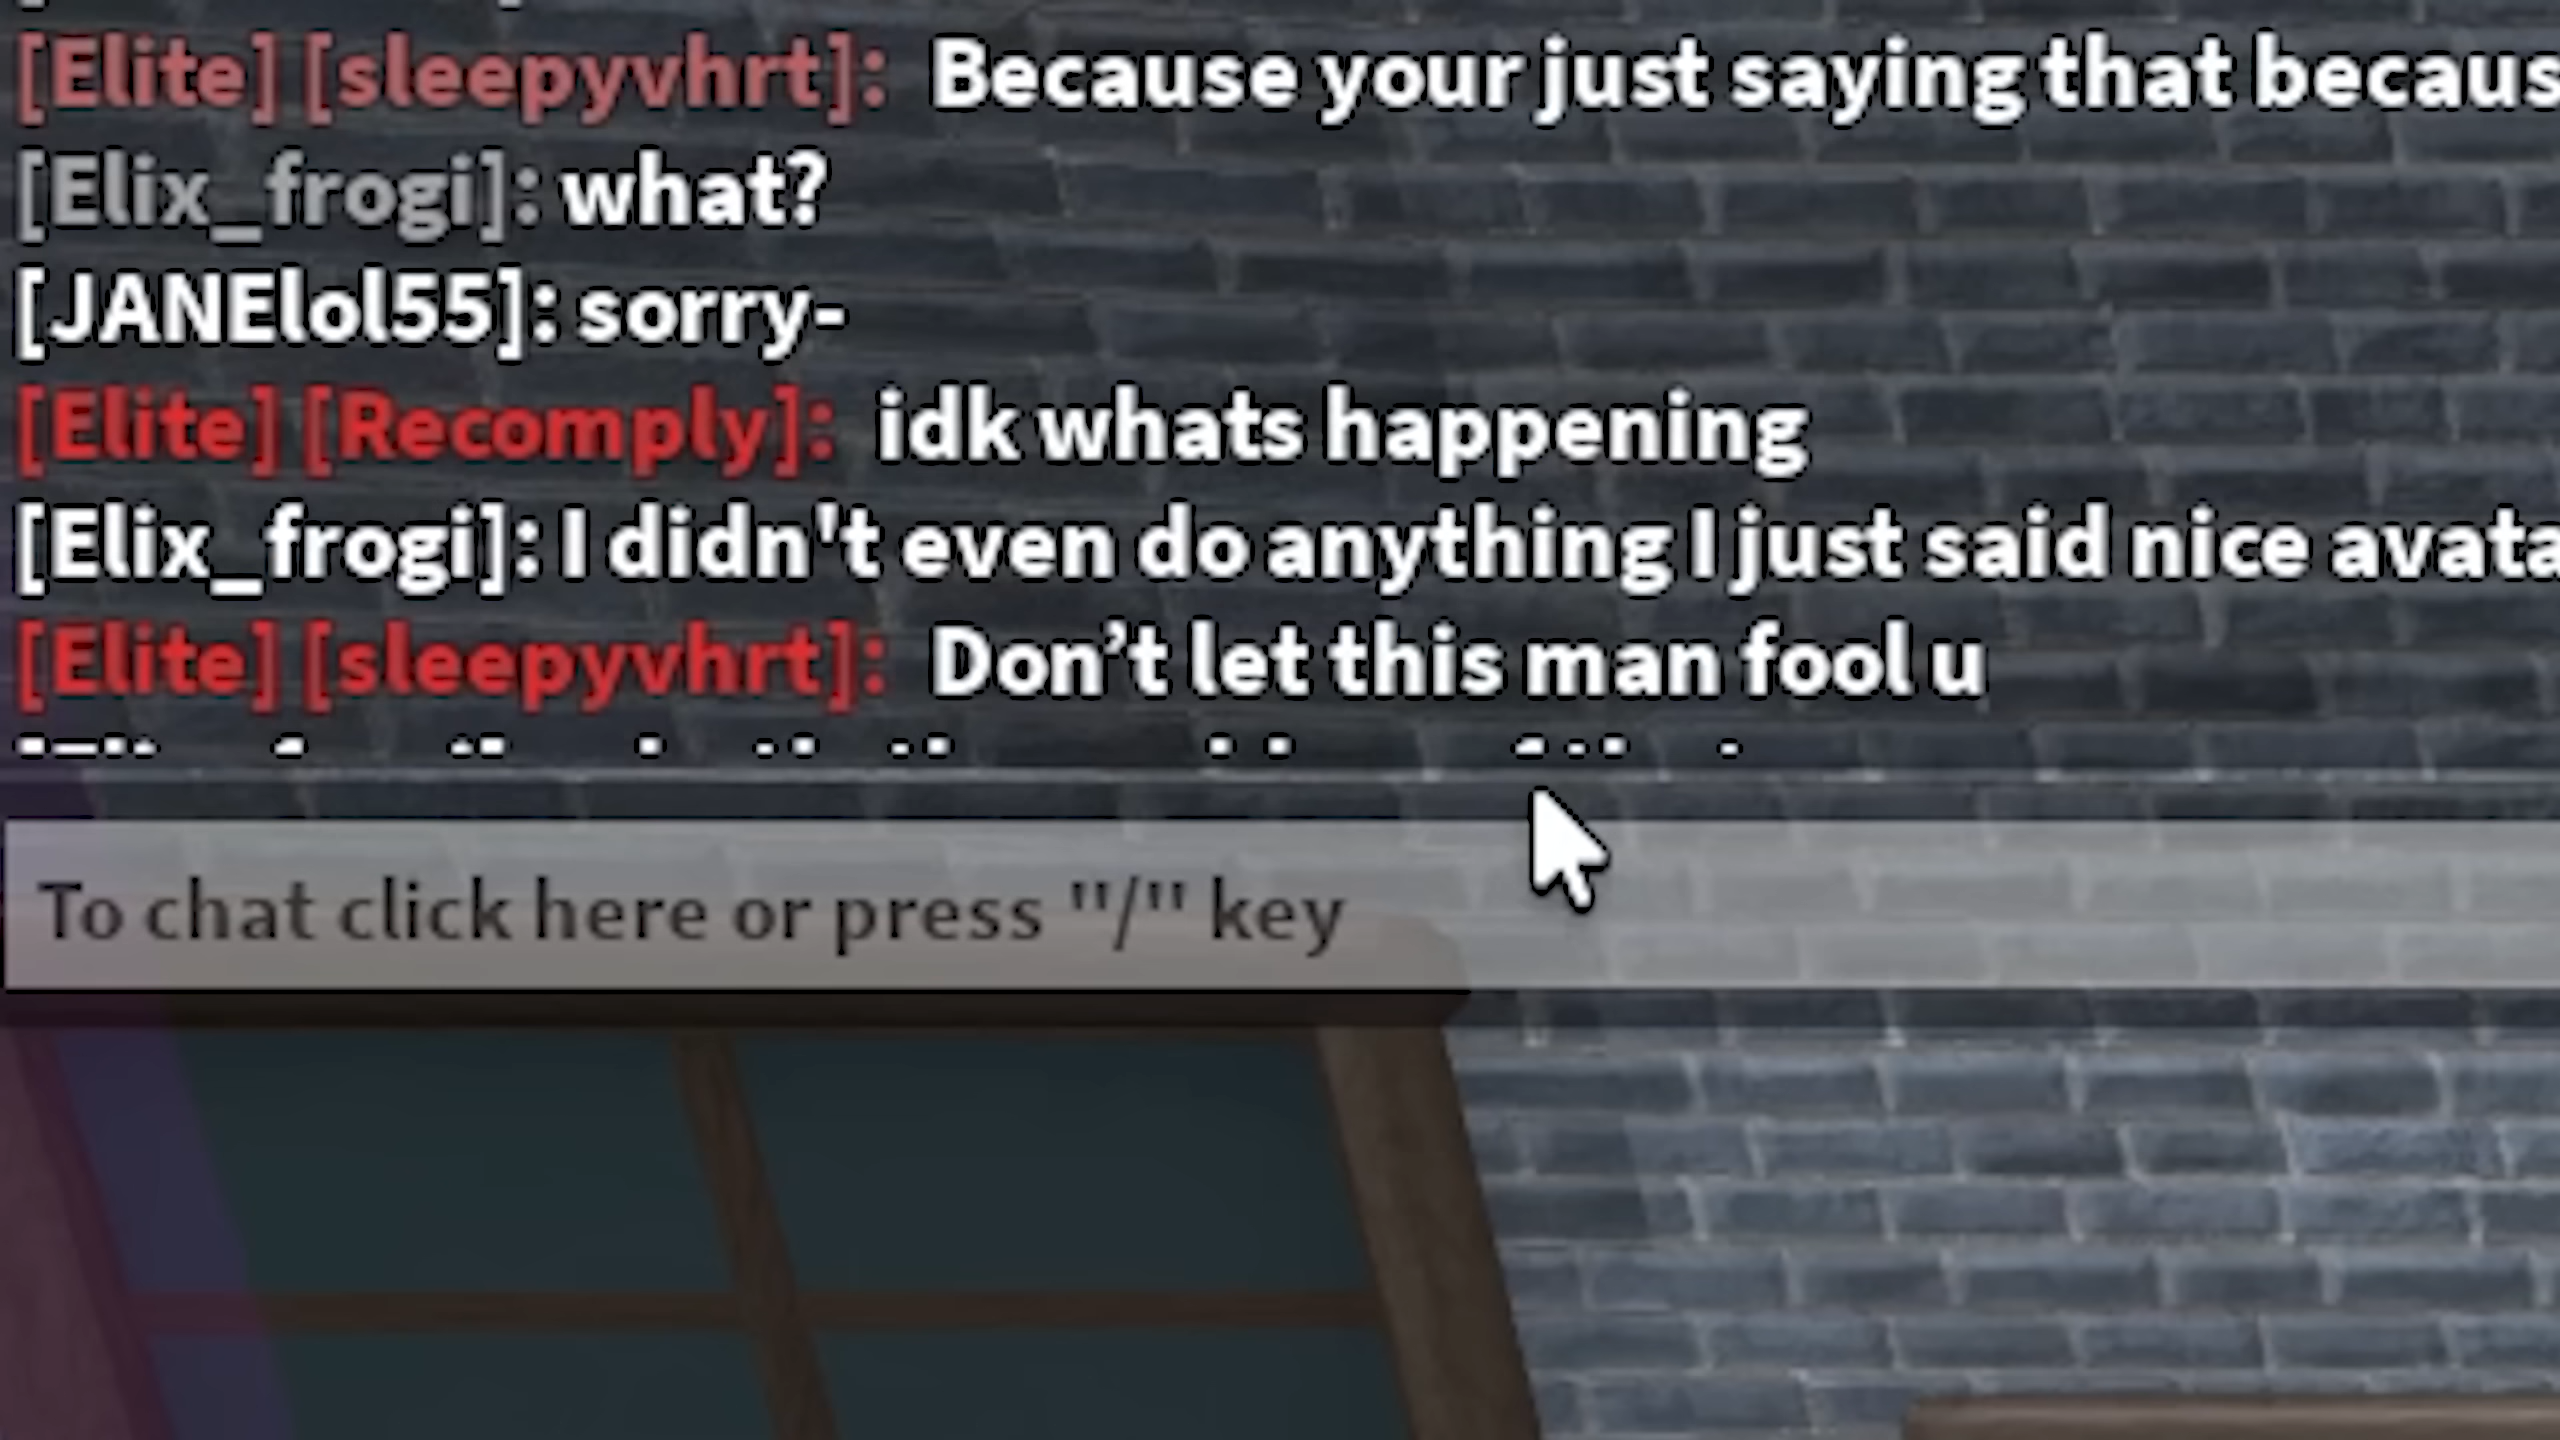 [Elite] [sleepyvhrt]: Because your just saying that becaus
[Elix_frogi]: what?
[JANElol55]: sorry-
[Elite] [Recomply]: idk whats happening
[Elix_frogi]: I didn't even do anything I just said nice avata
[Elite] [sleepyvhrt]: Don’t let this man fool u
To chat click here or press "/" key